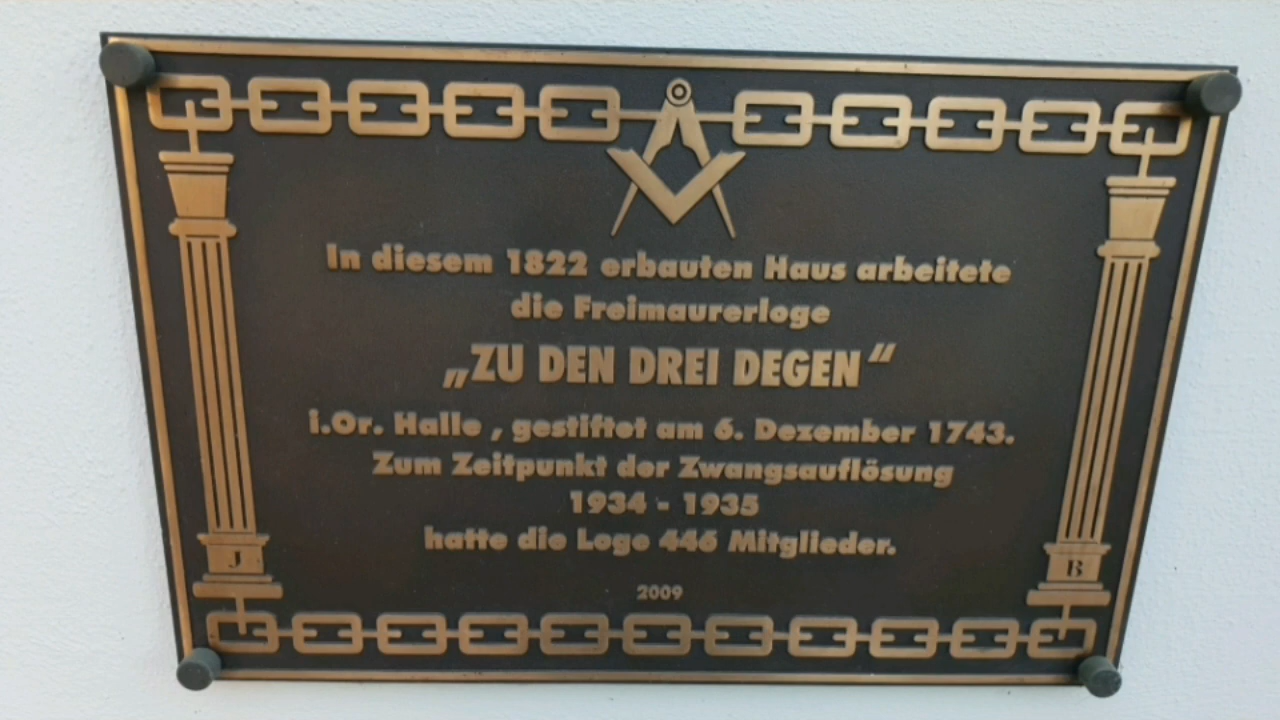 In diesem 1822 erbauten Haus arbeitete
die Freimaurerloge
„ZU DEN DREI DEGEN“
i.Or. Halle , gestiftet am 6. Dezember 1743.
Zum Zeitpunkt der Zwangsauflösung
1934 - 1935
hatte die Loge 446 Mitglieder.
J
B
2009